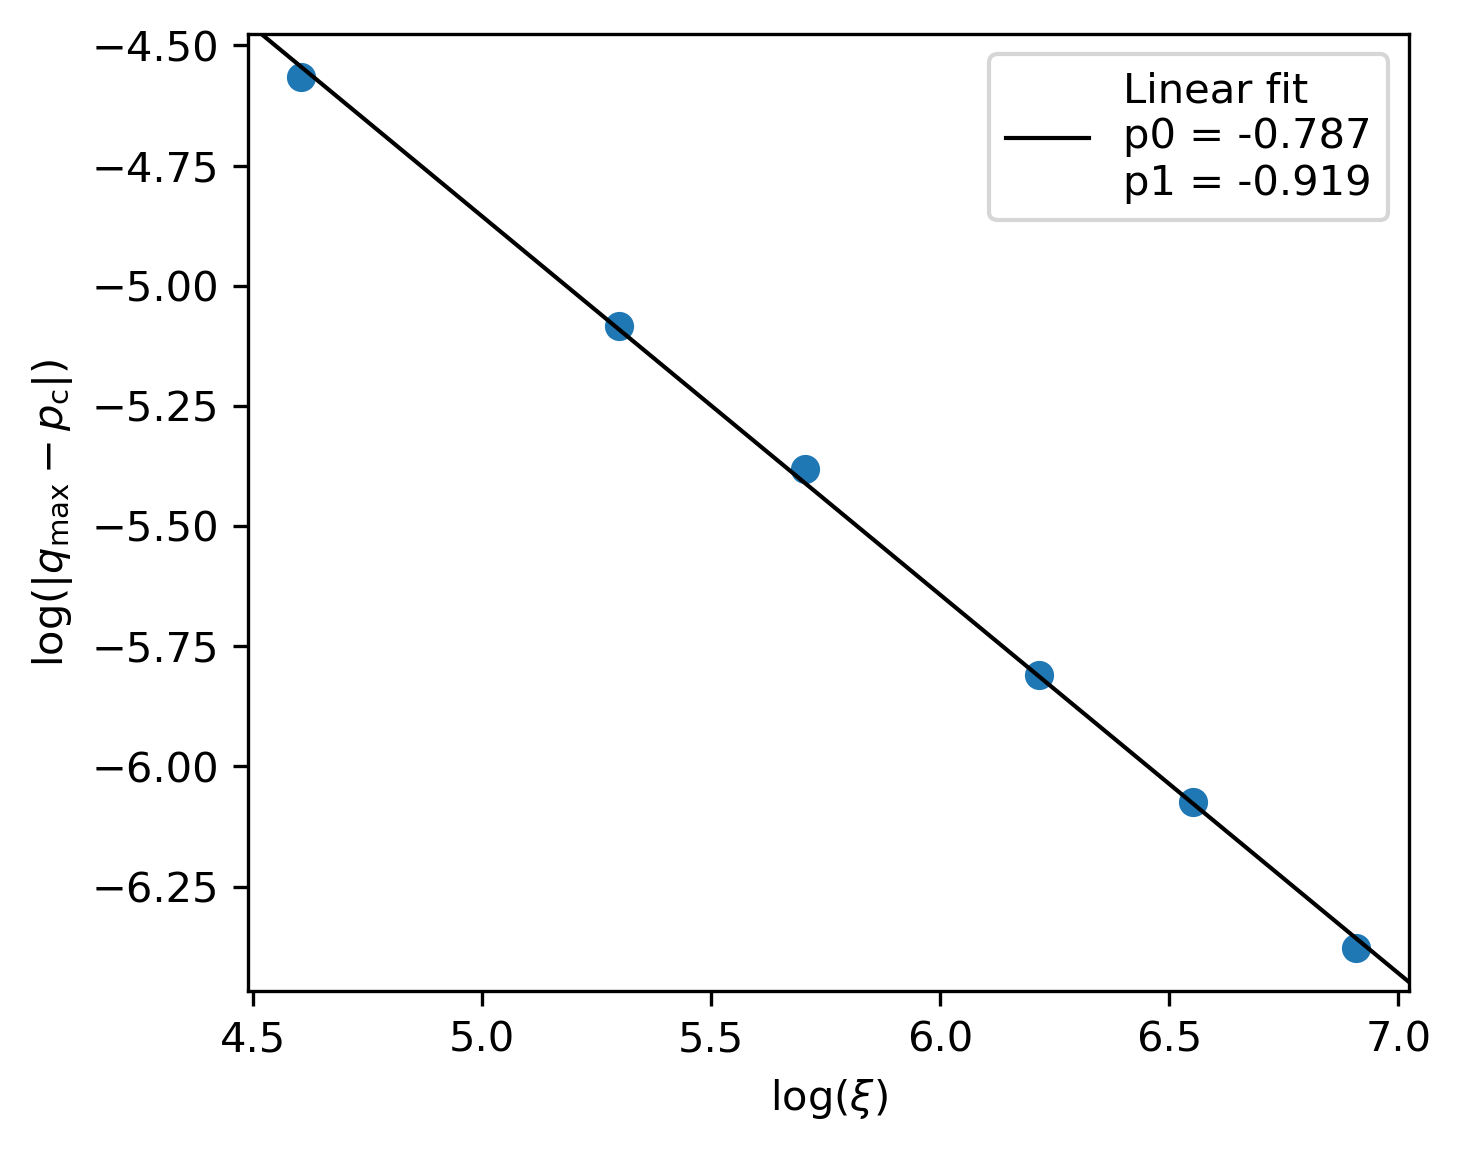 −4.50
−4.75
−5.00
−5.25
−5.50
−5.75
−6.00
−6.25
log(|q_max − p_c|)
Linear fit
p0 = -0.787
p1 = -0.919
4.5 5.0 5.5 6.0 6.5 7.0
log(ξ)